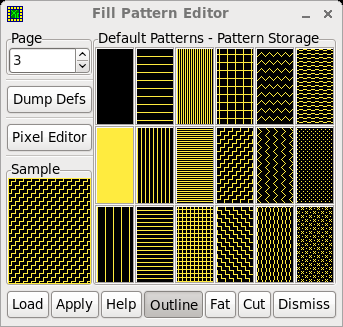 Fill Pattern Editor
Page
3
Dump Defs
Pixel Editor
Sample
Default Patterns - Pattern Storage
Load Apply Help Outline Fat Cut Dismiss